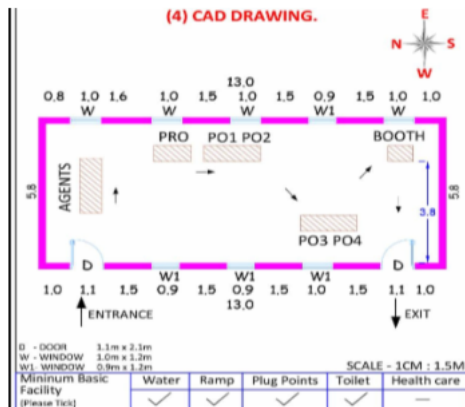 (4) CAD DRAWING.
E
N S
W
13,0
0,8 1,0 1,6 1,0 1,5 1,0 1,5 0,9 1,5 1,0 1,0
W W W W1 W
PRO PO1 PO2 BOOTH
AGENTS
5.8
5.8
3.8
PO3 PO4
D W1 W1 W1 D
1,0 1,1 1,5 0,9 1,5 0,9 1,5 1,0 1,5 1,1 1,0
13,0
ENTRANCE EXIT
D - DOOR 1.1m x 2.1m
W - WINDOW 1.0m x 1.2m
W1- WINDOW 0.9m x 1.2m
SCALE - 1CM : 1.5M
Mininum Basic Facility Water Ramp Plug Points Toilet Health care
[Please Tick]